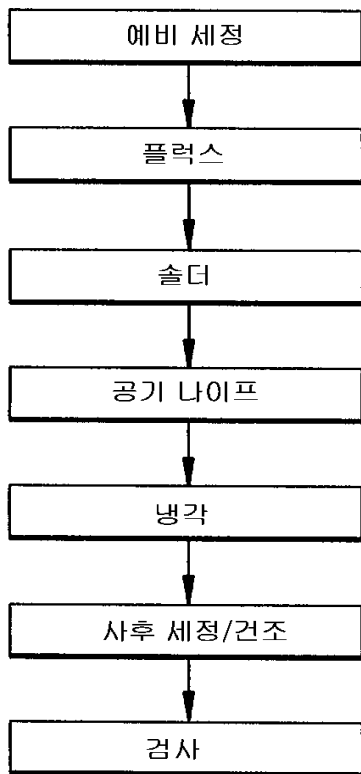 예비 세정
플럭스
솔더
공기 나이프
냉각
사후 세정/건조
검사